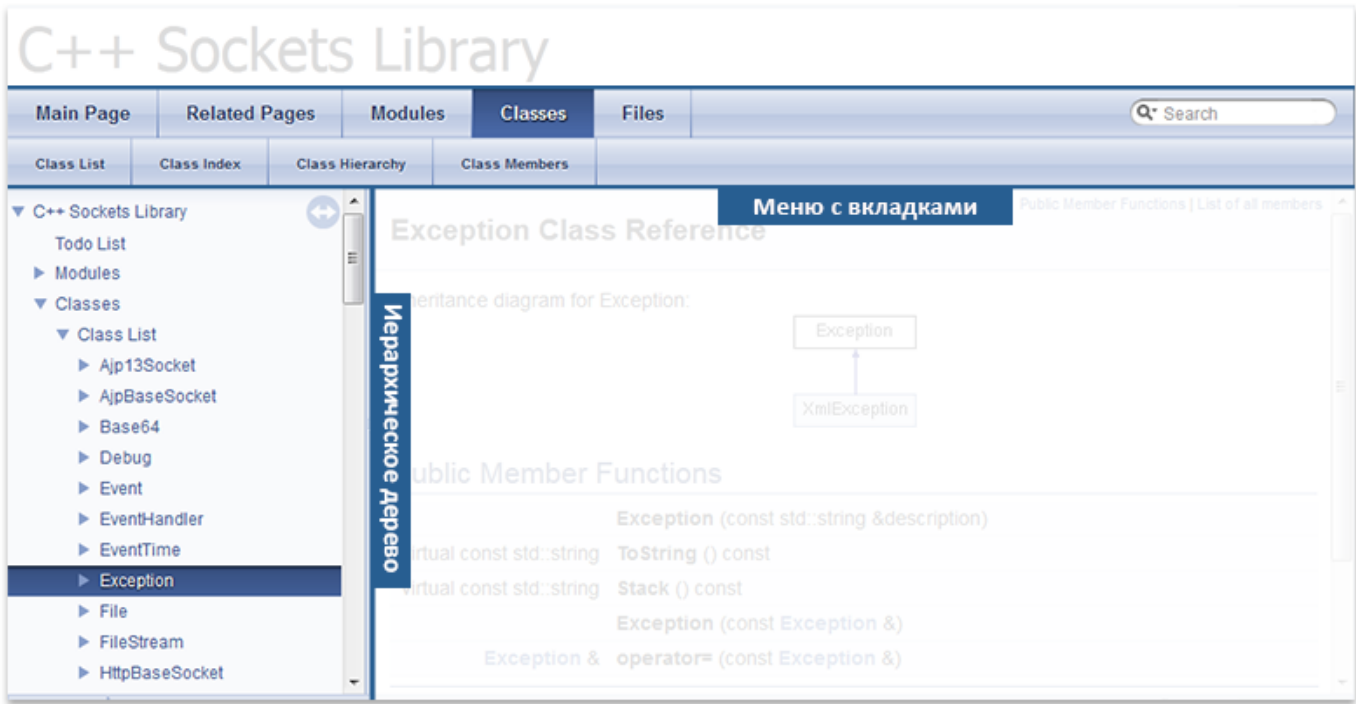 C++ Sockets Library
Main Page Related Pages Modules Classes Files Search
Class List Class Index Class Hierarchy Class Members
C++ Sockets Library
Todo List
Modules
Classes
Class List
Ajp13Socket
AjpBaseSocket
Base64
Debug
Event
EventHandler
EventTime
Exception
File
FileStream
HttpBaseSocket
Иерархическое дерево
Меню с вкладками
Public Member Functions | List of all members
Exception Class Reference
heritance diagram for Exception:
Exception
XmlException
ublic Member Functions
Exception (const std::string &description)
irtual const std::string ToString () const
virtual const std::string Stack () const
Exception (const Exception &)
Exception & operator= (const Exception &)